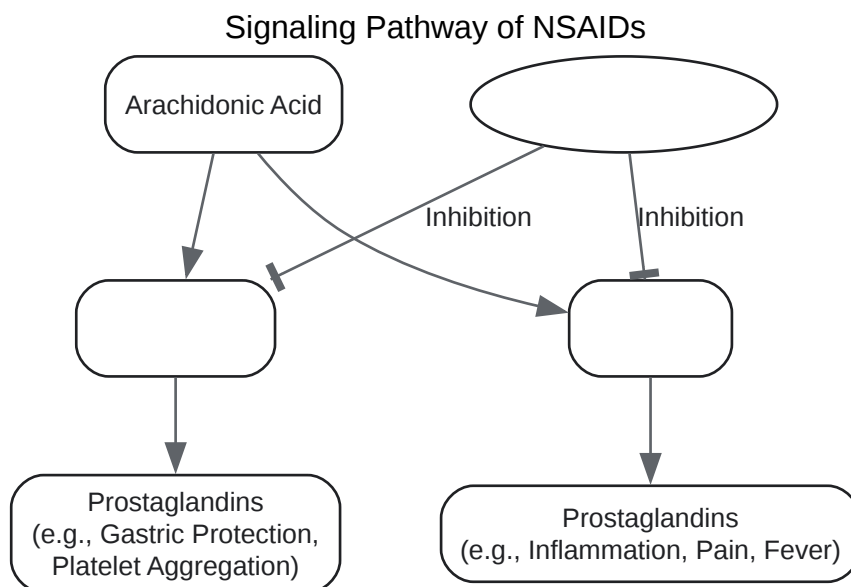 Signaling Pathway of NSAIDs
Arachidonic Acid
Inhibition
Inhibition
Prostaglandins
(e.g., Gastric Protection,
Platelet Aggregation)
Prostaglandins
(e.g., Inflammation, Pain, Fever)